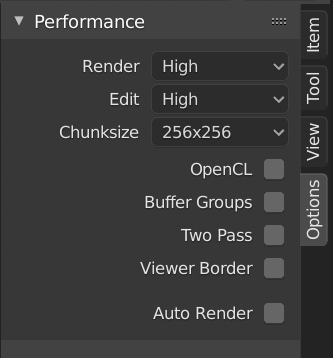 Performance
Render High
Edit High
Chunksize 256x256
OpenCL
Buffer Groups
Two Pass
Viewer Border
Auto Render
Item
Tool
View
Options